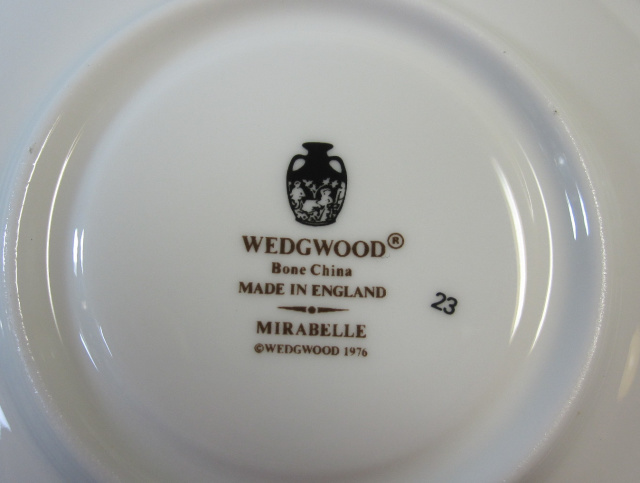 WEDGWOOD®
Bone China
MADE IN ENGLAND
23
MIRABELLE
©WEDGWOOD 1976